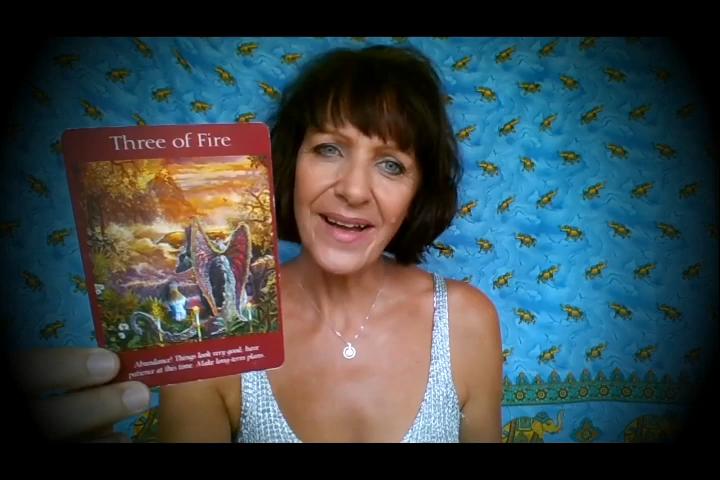 Three of Fire
Abundance! Things look very good; have
patience at this time. Make long-term plans.